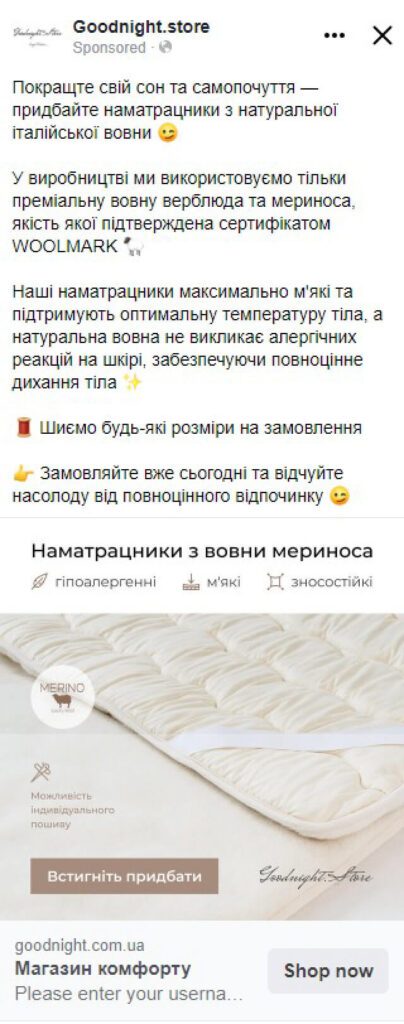 Goodnight.store
Sponsored ·
Покращте свій сон та самопочуття —
придбайте наматрацники з натуральної
італійської вовни 😉
У виробництві ми використовуємо тільки
преміальну вовну верблюда та мериноса,
якість якої підтверджена сертифікатом
WOOLMARK 🐑
Наші наматрацники максимально м'які та
підтримують оптимальну температуру тіла, а
натуральна вовна не викликає алергічних
реакцій на шкірі, забезпечуючи повноцінне
дихання тіла ✨
🧵 Шиємо будь-які розміри на замовлення
👉 Замовляйте вже сьогодні та відчуйте
насолоду від повноцінного відпочинку 😉
Наматрацники з вовни мериноса
гіпоалергенні м'які зносостійкі
MERINO
Можливість
індивідуального
пошиву
Встигніть придбати
Goodnight.Store
goodnight.com.ua
Магазин комфорту
Please enter your userna...
Shop now